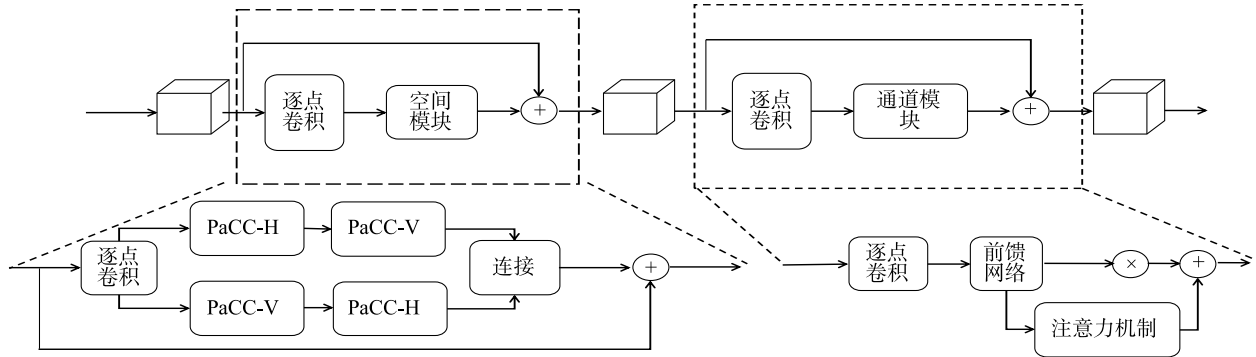 逐点
卷积
空间
模块
+
逐点
卷积
通道模
块
+
PaCC-H
PaCC-V
逐点
卷积
连接
+
PaCC-V
PaCC-H
逐点
卷积
前馈
网络
×
+
注意力机制